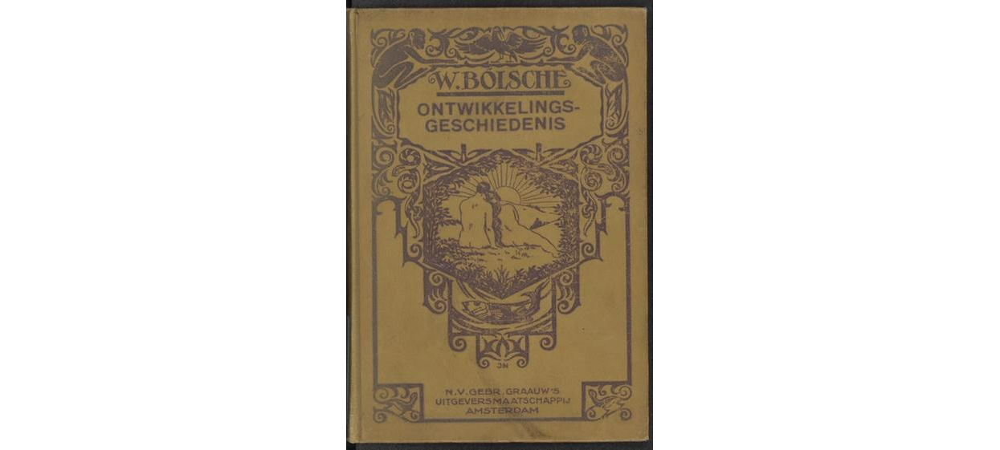 W. BÖLSCHE
ONTWIKKELINGS-
GESCHIEDENIS
JN
N.V. GEBR. GRAAUW'S
UITGEVERSMAATSCHAPPIJ
AMSTERDAM